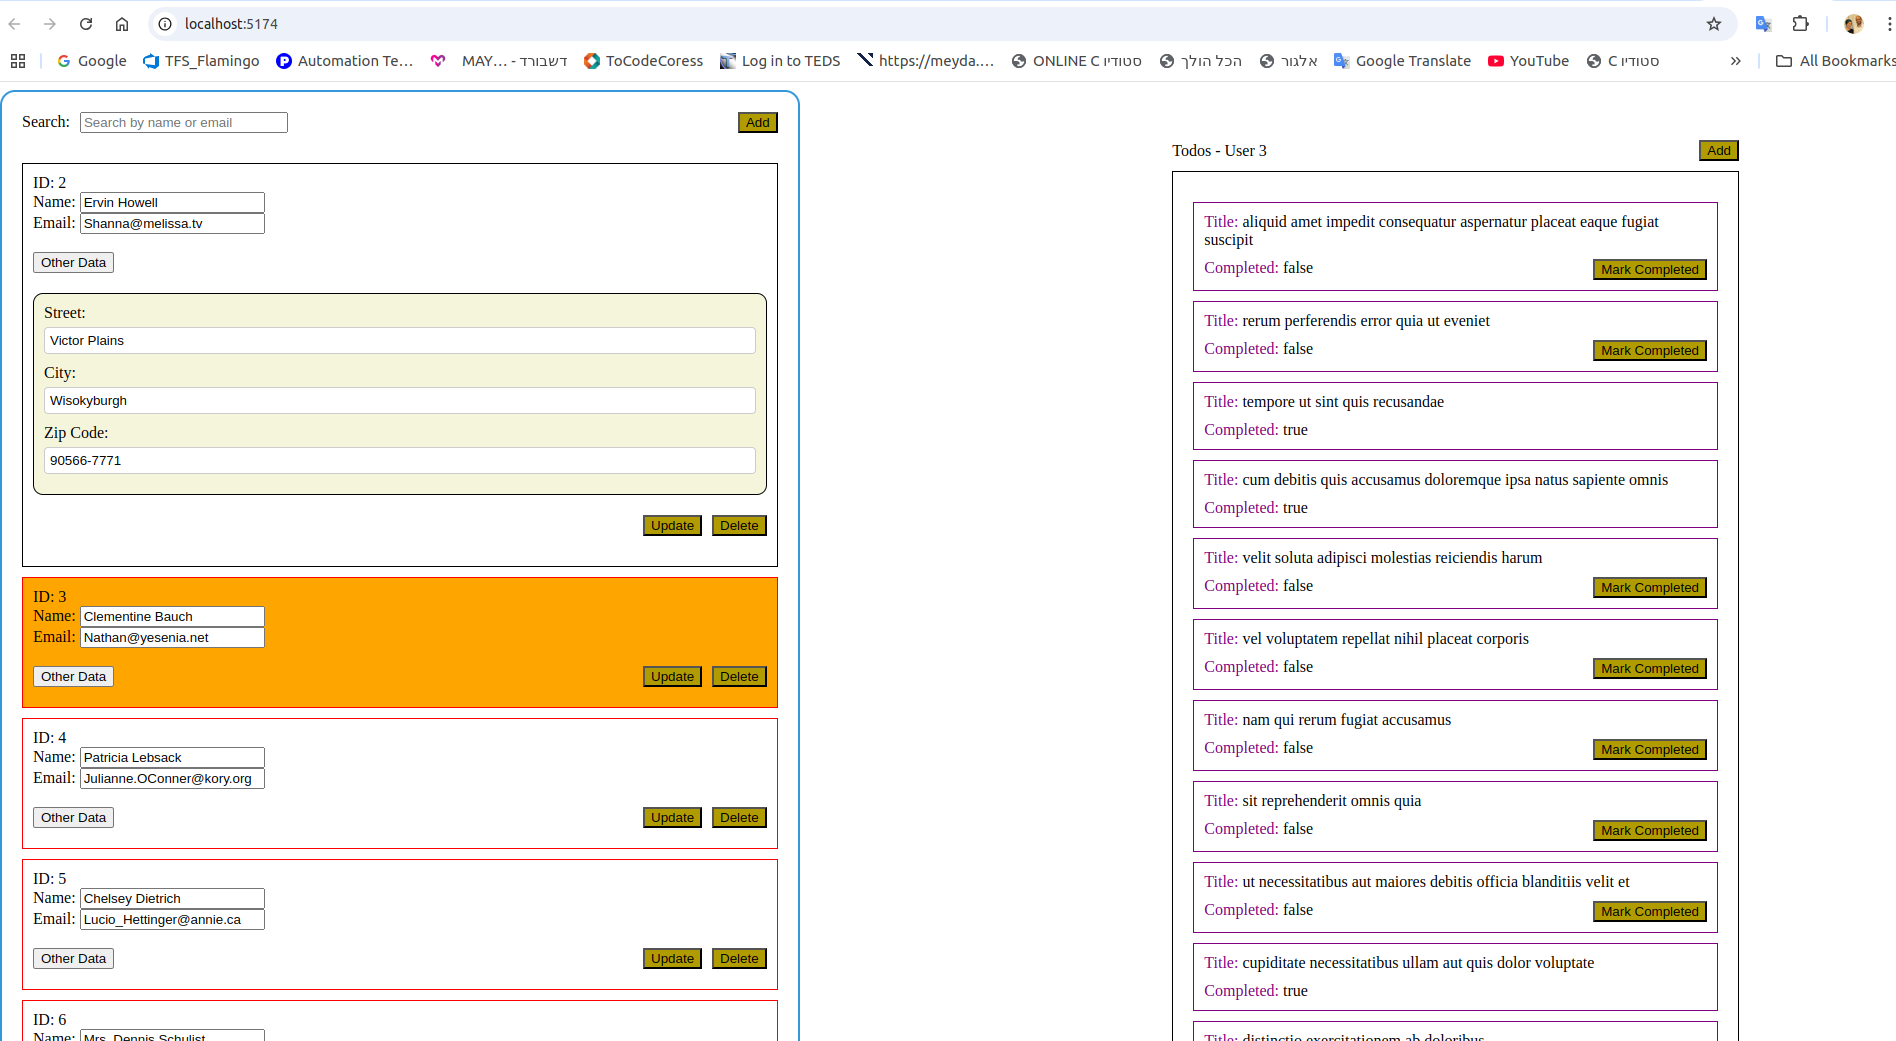 localhost:5174
Google
TFS_Flamingo
Automation Te…
MAY… - דשבורד
ToCodeCoress
Log in to TEDS
https://meyda.…
ONLINE C סטודיו
הכל הולך
אלגור
Google Translate
YouTube
C סטודיו
»
All Bookmarks
Search: Search by name or email
Add
ID: 2
Name: Ervin Howell
Email: Shanna@melissa.tv
Other Data
Street:
Victor Plains
City:
Wisokyburgh
Zip Code:
90566-7771
Update Delete
ID: 3
Name: Clementine Bauch
Email: Nathan@yesenia.net
Other Data Update Delete
ID: 4
Name: Patricia Lebsack
Email: Julianne.OConner@kory.org
Other Data Update Delete
ID: 5
Name: Chelsey Dietrich
Email: Lucio_Hettinger@annie.ca
Other Data Update Delete
ID: 6
Name: Mrs. Dennis Schulist
Todos - User 3 Add
Title: aliquid amet impedit consequatur aspernatur placeat eaque fugiat
suscipit
Completed: false Mark Completed
Title: rerum perferendis error quia ut eveniet
Completed: false Mark Completed
Title: tempore ut sint quis recusandae
Completed: true
Title: cum debitis quis accusamus doloremque ipsa natus sapiente omnis
Completed: true
Title: velit soluta adipisci molestias reiciendis harum
Completed: false Mark Completed
Title: vel voluptatem repellat nihil placeat corporis
Completed: false Mark Completed
Title: nam qui rerum fugiat accusamus
Completed: false Mark Completed
Title: sit reprehenderit omnis quia
Completed: false Mark Completed
Title: ut necessitatibus aut maiores debitis officia blanditiis velit et
Completed: false Mark Completed
Title: cupiditate necessitatibus ullam aut quis dolor voluptate
Completed: true
Title: distinctio exercitationem ab doloribus